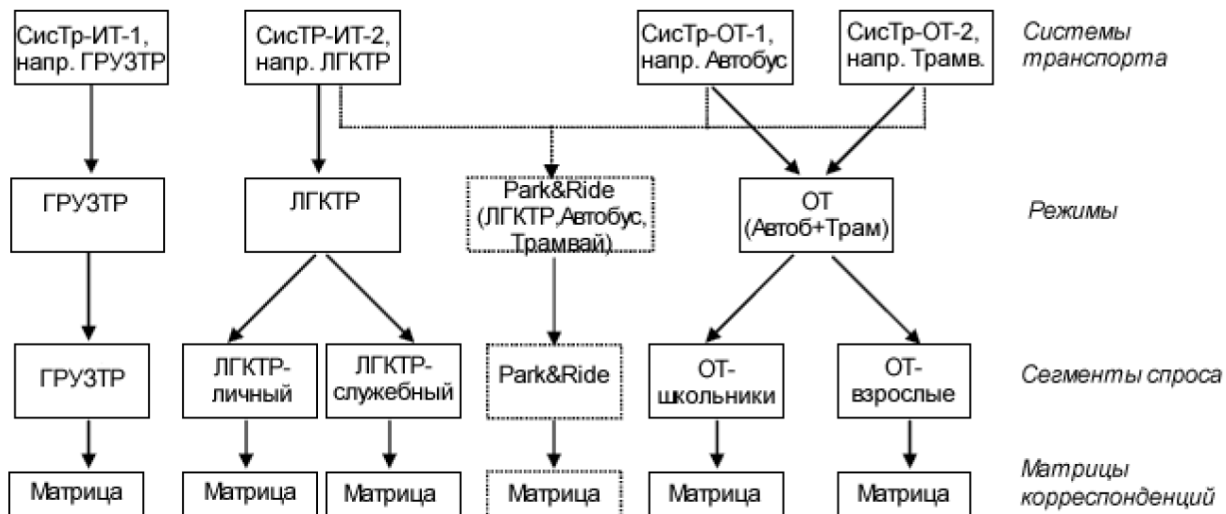 СисТр-ИТ-1,
напр. ГРУЗТР
СисТР-ИТ-2,
напр. ЛГКТР
СисТр-ОТ-1,
напр. Автобус
СисТр-ОТ-2,
напр. Трамв.
Системы
транспорта
ГРУЗТР
ЛГКТР
Park&Ride
(ЛГКТР,Автобус,
Трамвай)
ОТ
(Автоб+Трам)
Режимы
ГРУЗТР
ЛГКТР-
личный
ЛГКТР-
служебный
Park&Ride
ОТ-
школьники
ОТ-
взрослые
Сегменты спроса
Матрица
Матрица
Матрица
Матрица
Матрица
Матрица
Матрицы
корреспонденций